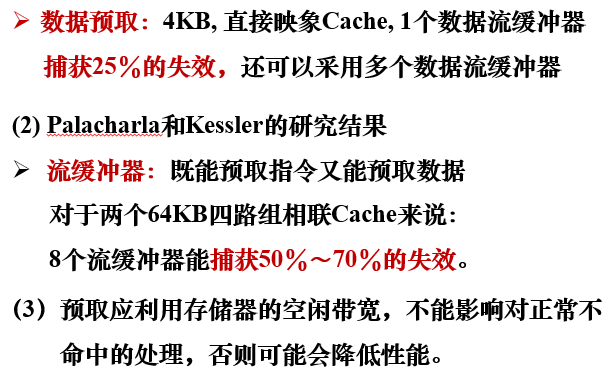 ➢ 数据预取：4KB, 直接映象Cache, 1个数据流缓冲器
捕获25%的失效，还可以采用多个数据流缓冲器
(2) Palacharla和Kessler的研究结果
➢ 流缓冲器：既能预取指令又能预取数据
对于两个64KB四路组相联Cache来说：
8个流缓冲器能捕获50%～70%的失效。
(3) 预取应利用存储器的空闲带宽，不能影响对正常不
命中的处理，否则可能会降低性能。